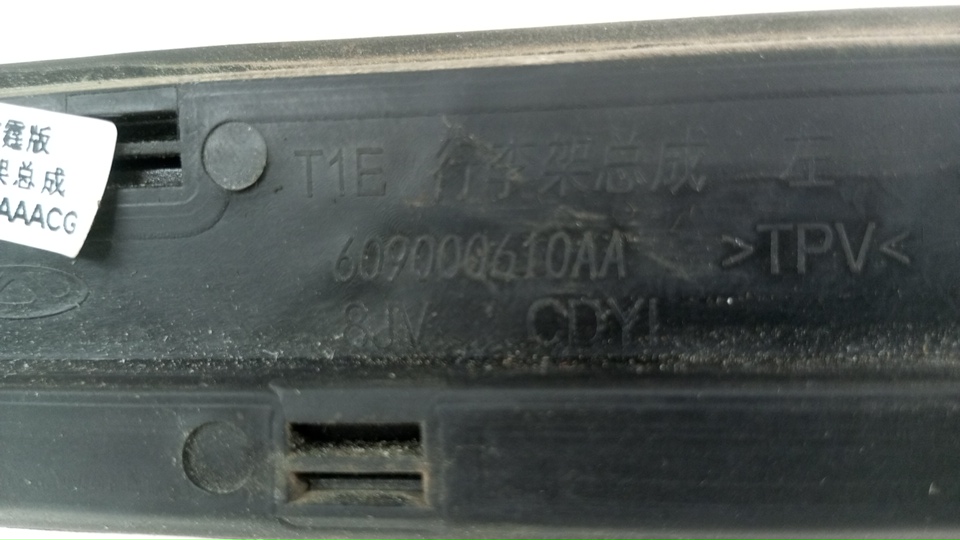 霆版
架总成
AAACG
T1E 行李架总成 左
609000610AA >TPV<
CDYL